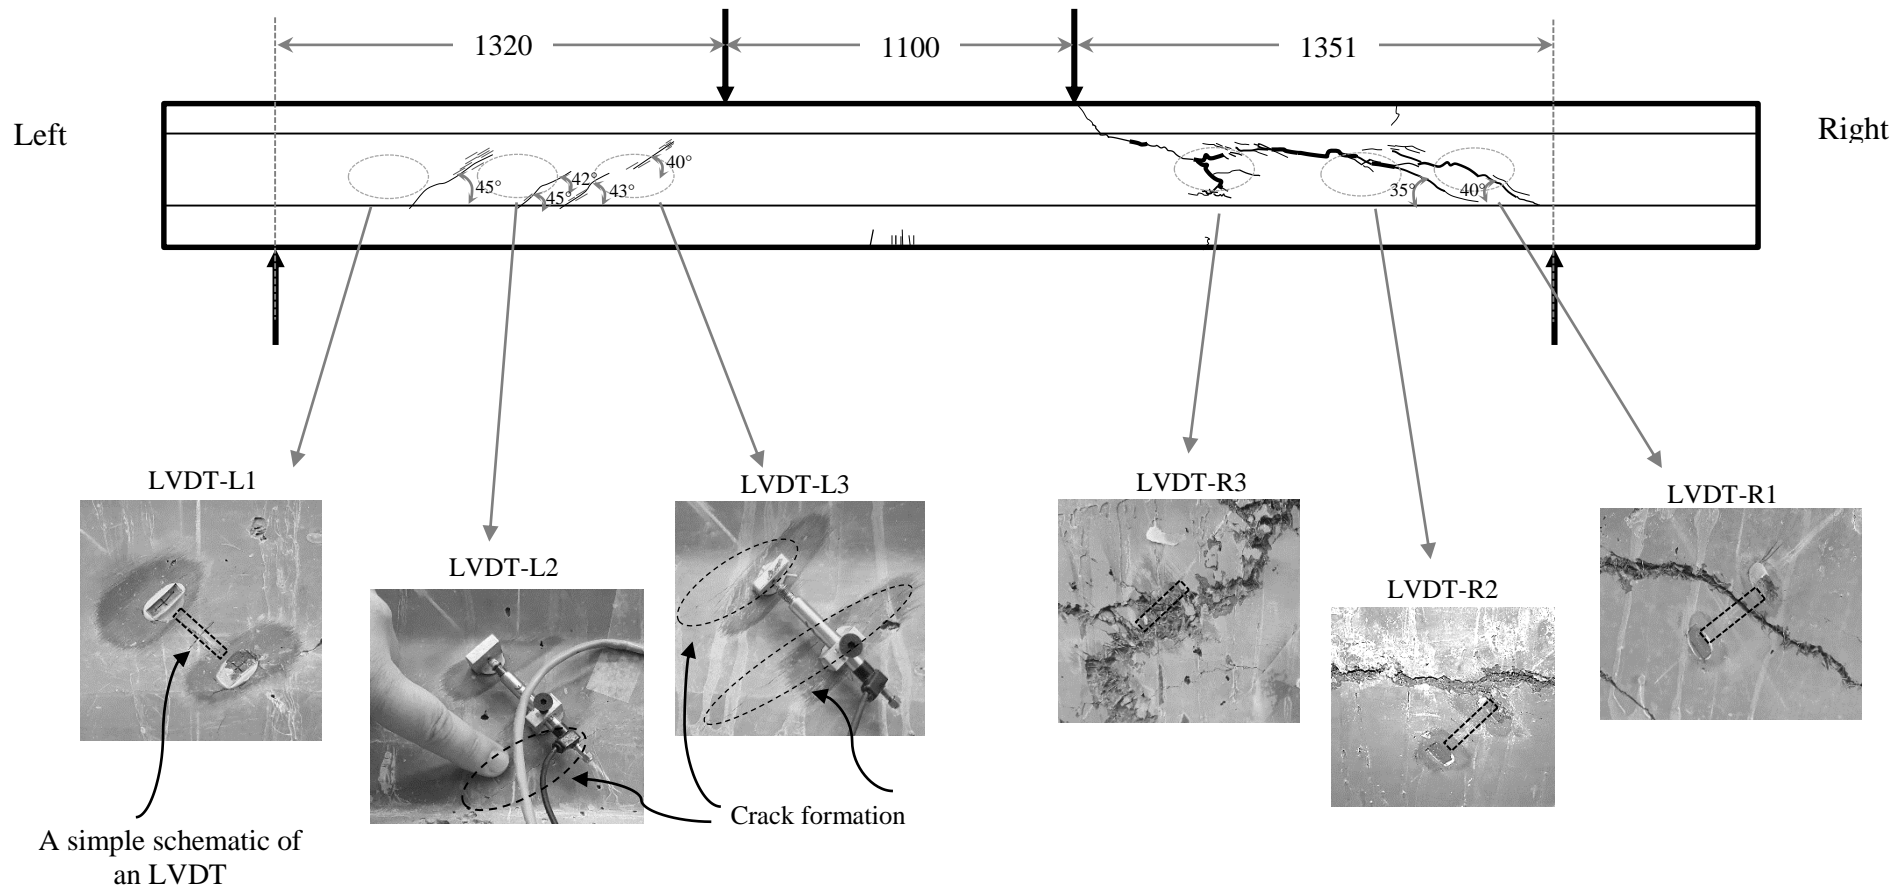 1320
1100
1351
Left
Right
45°
42°
45°
43°
40°
35°
40°
LVDT-L1
LVDT-L2
LVDT-L3
LVDT-R3
LVDT-R2
LVDT-R1
A simple schematic of
an LVDT
Crack formation